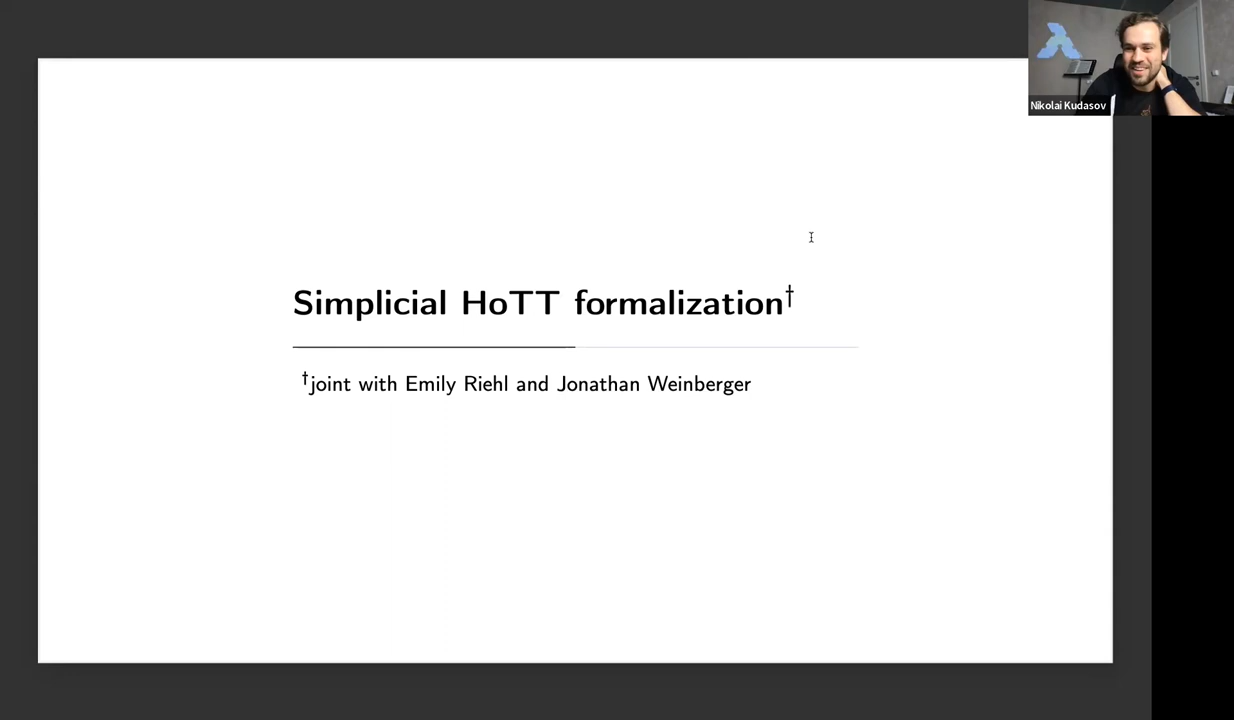 Nikolai Kudasov
Simplicial HoTT formalization†
†joint with Emily Riehl and Jonathan Weinberger